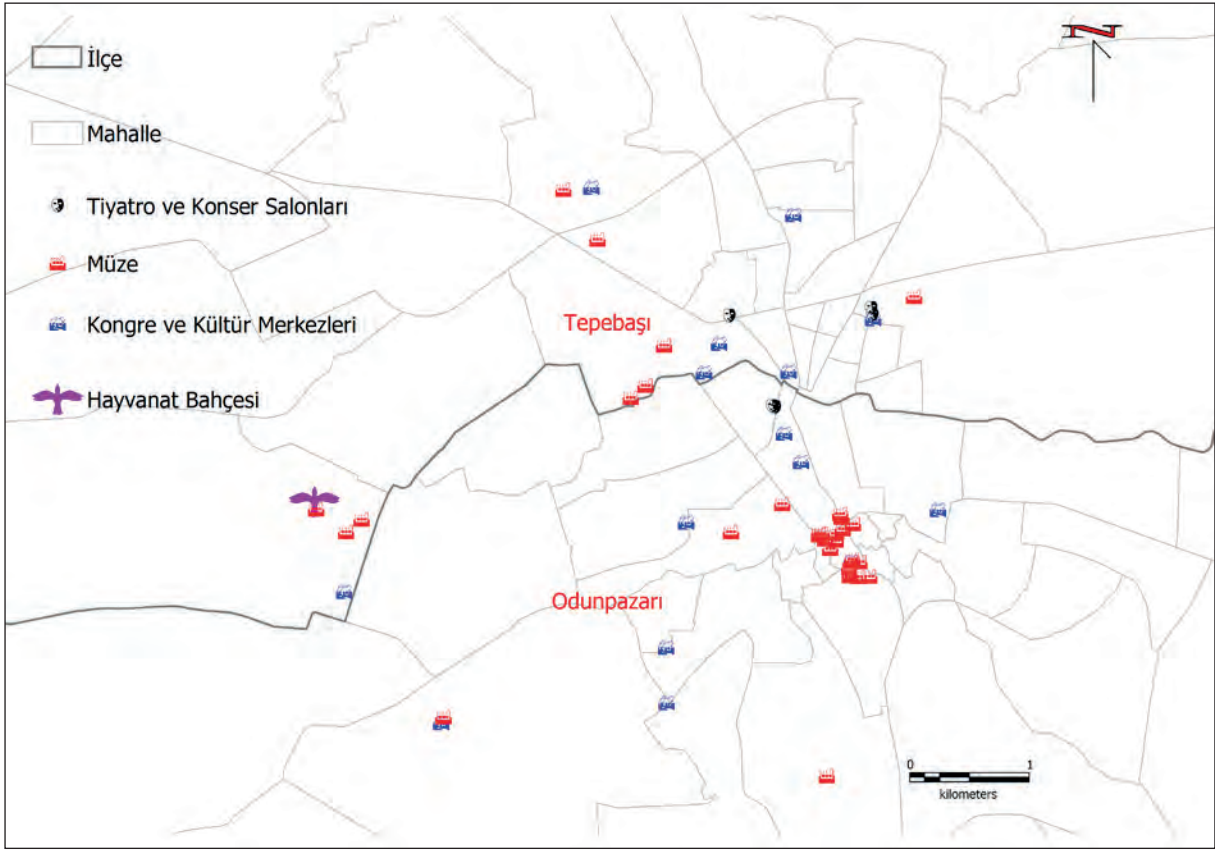 İlçe
Mahalle
Tiyatro ve Konser Salonları
Müze
Kongre ve Kültür Merkezleri
Hayvanat Bahçesi
N
Tepebaşı
Odunpazarı
0 1
kilometers